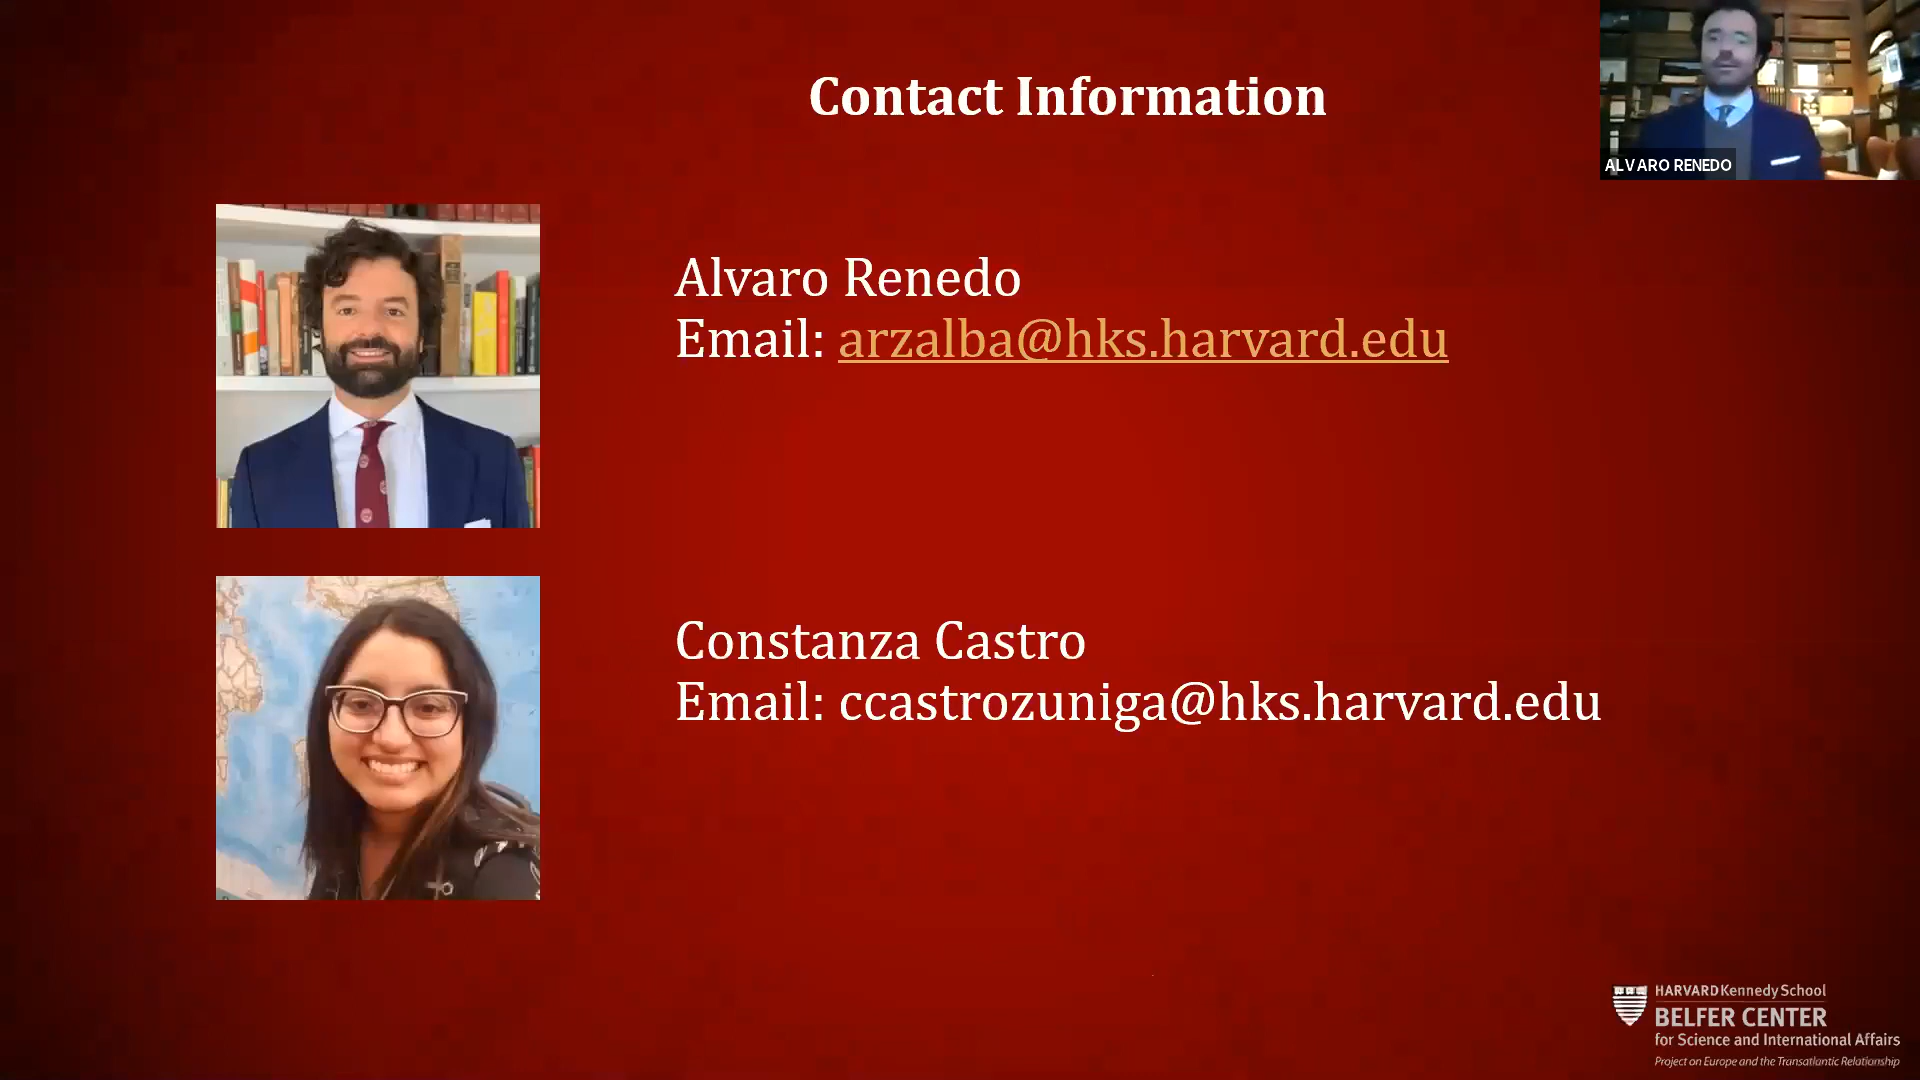 Contact Information
ALVARO RENEDO
Alvaro Renedo
Email: arzalba@hks.harvard.edu
Constanza Castro
Email: ccastrozuniga@hks.harvard.edu
HARVARD Kennedy School
BELFER CENTER
for Science and International Affairs
Project on Europe and the Transatlantic Relationship